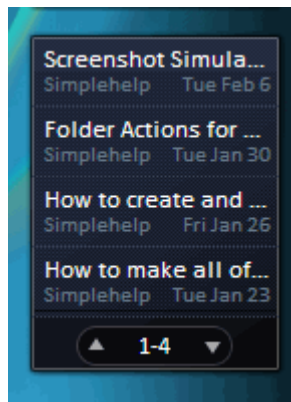 Screenshot Simula...
Simplehelp Tue Feb 6
Folder Actions for ...
Simplehelp Tue Jan 30
How to create and ...
Simplehelp Fri Jan 26
How to make all of...
Simplehelp Tue Jan 23
1-4